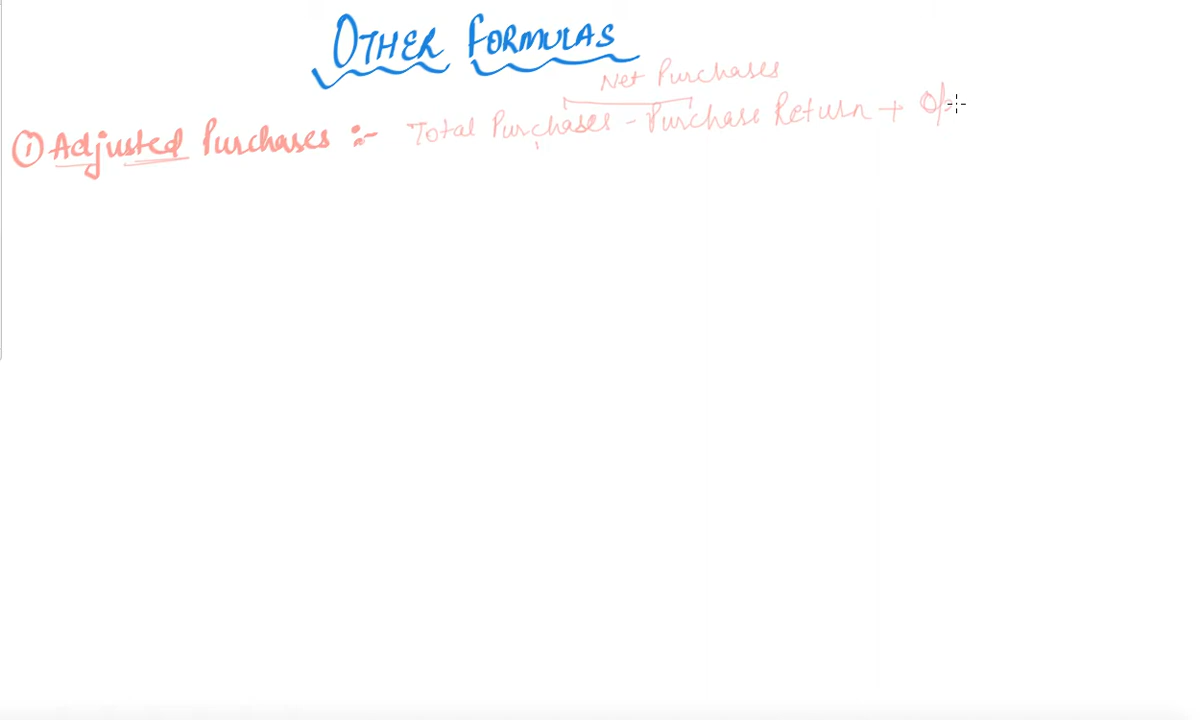 OTHER FORMULAS
Net Purchases
① Adjusted Purchases :- Total Purchases - Purchase Return +